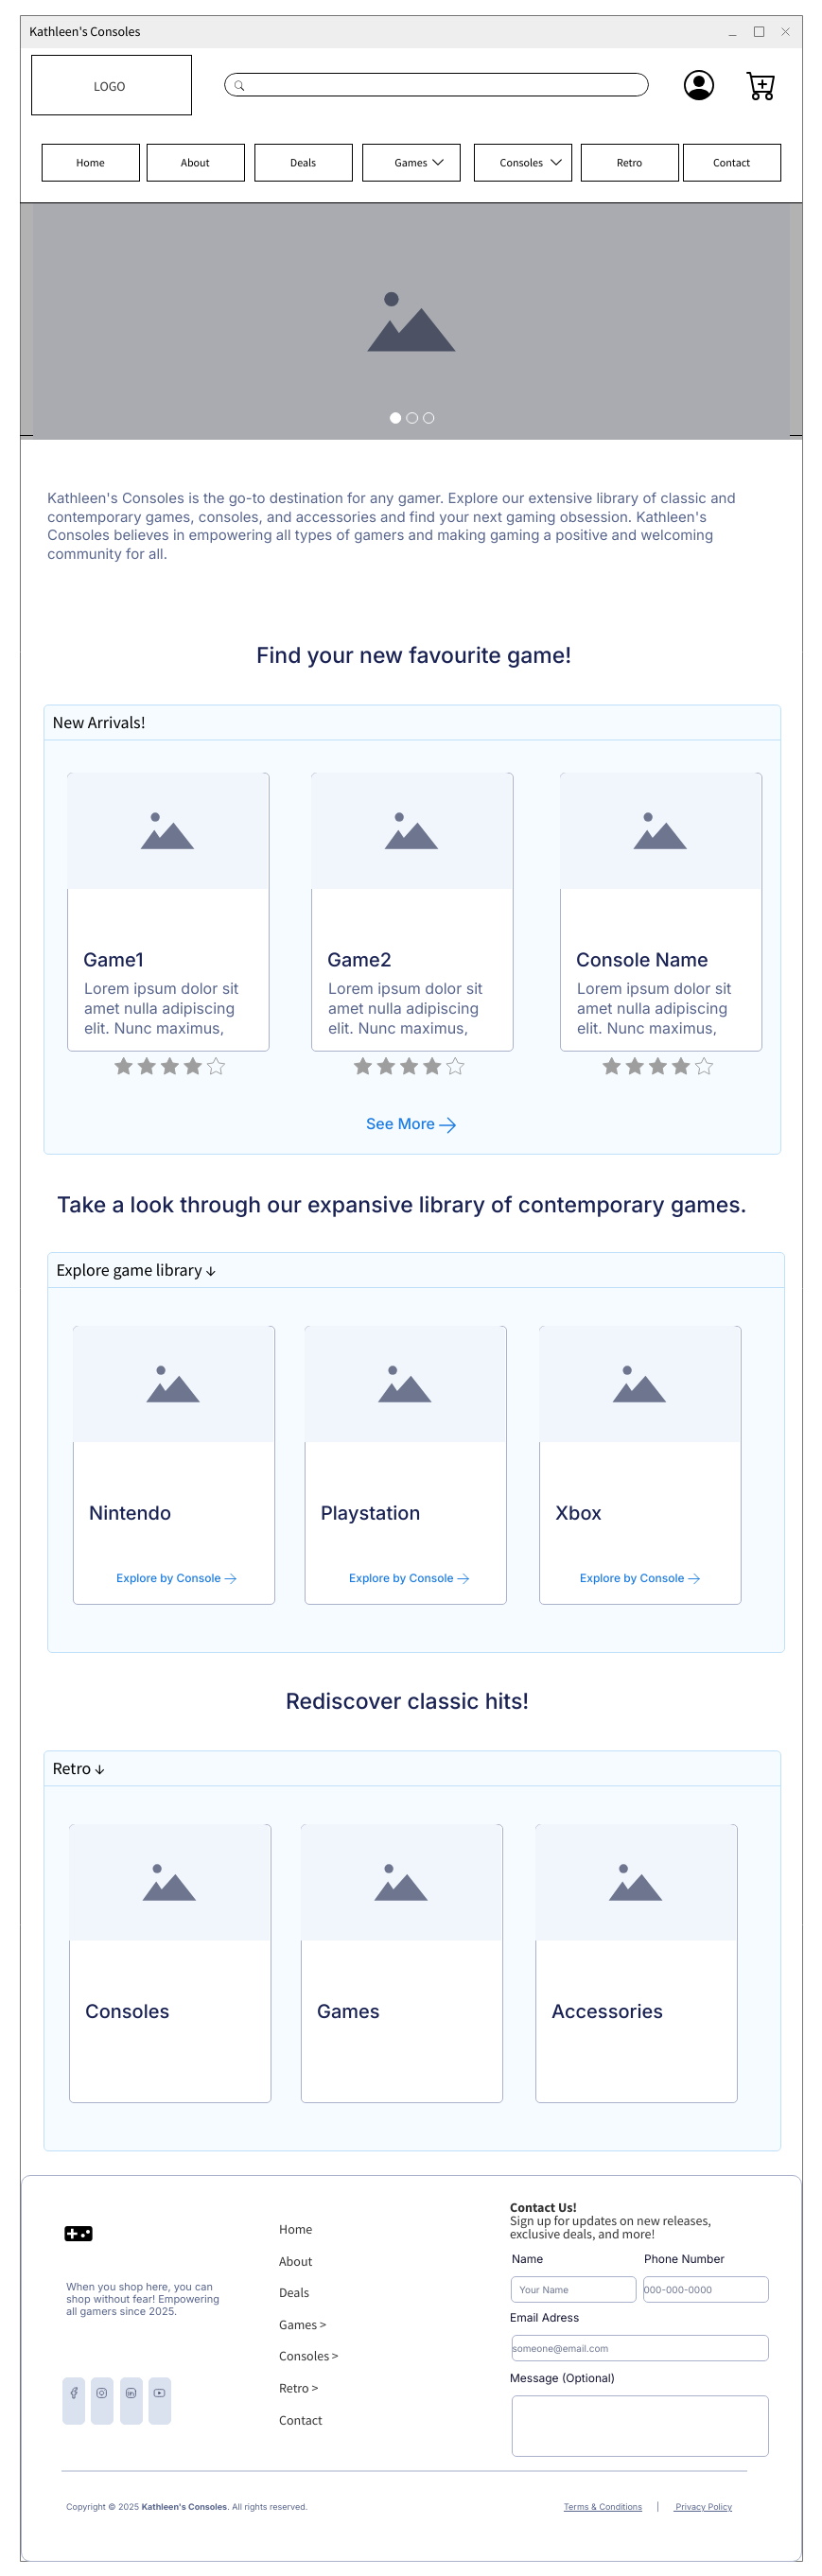 Kathleen's Consoles
LOGO
Home
About
Deals
Games
Consoles
Retro
Contact
Kathleen's Consoles is the go-to destination for any gamer. Explore our extensive library of classic and
contemporary games, consoles, and accessories and find your next gaming obsession. Kathleen's
Consoles believes in empowering all types of gamers and making gaming a positive and welcoming
community for all.
Find your new favourite game!
New Arrivals!
Game1
Lorem ipsum dolor sit
amet nulla adipiscing
elit. Nunc maximus,
Game2
Lorem ipsum dolor sit
amet nulla adipiscing
elit. Nunc maximus,
Console Name
Lorem ipsum dolor sit
amet nulla adipiscing
elit. Nunc maximus,
See More →
Take a look through our expansive library of contemporary games.
Explore game library ↓
Nintendo
Explore by Console →
Playstation
Explore by Console →
Xbox
Explore by Console →
Rediscover classic hits!
Retro ↓
Consoles
Games
Accessories
When you shop here, you can
shop without fear! Empowering
all gamers since 2025.
Home
About
Deals
Games >
Consoles >
Retro >
Contact
Contact Us!
Sign up for updates on new releases,
exclusive deals, and more!
Name
Phone Number
Your Name
000-000-0000
Email Adress
someone@email.com
Message (Optional)
Copyright © 2025 Kathleen's Consoles. All rights reserved.
Terms & Conditions | Privacy Policy